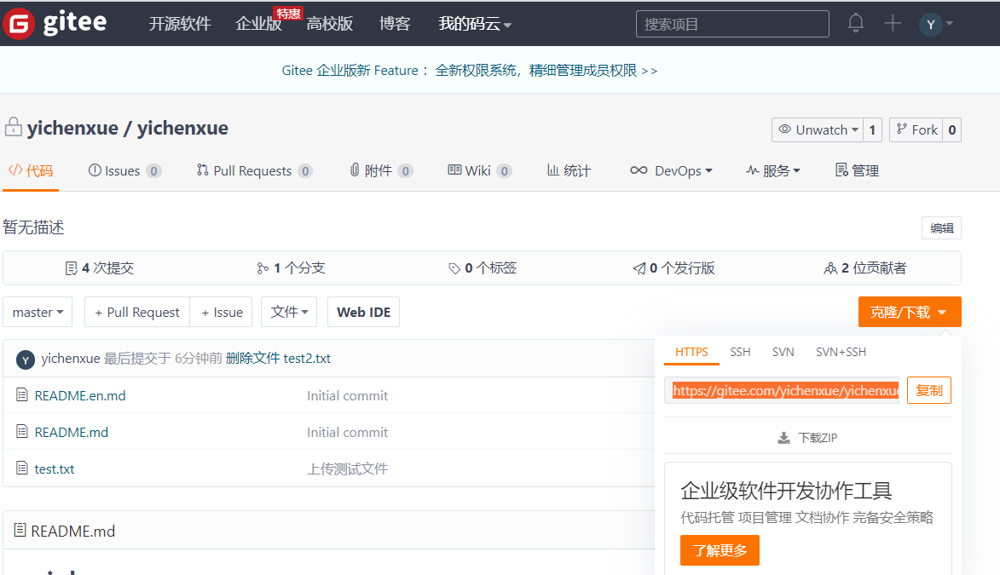 gitee 开源软件 企业版 特惠 高校版 博客 我的码云 搜索项目 Y
Gitee 企业版新 Feature ： 全新权限系统，精细管理成员权限 >>
yichenxue / yichenxue Unwatch 1 Fork 0
代码 Issues 0 Pull Requests 0 附件 0 Wiki 0 统计 DevOps 服务 管理
暂无描述 编辑
4 次提交 1 个分支 0 个标签 0 个发行版 2 位贡献者
master + Pull Request + Issue 文件 Web IDE 克隆/下载
Y yichenxue 最后提交于 6分钟前 删除文件 test2.txt
HTTPS SSH SVN SVN+SSH
README.en.md Initial commit
https://gitee.com/yichenxue/yichenxue 复制
README.md Initial commit
下载ZIP
test.txt 上传测试文件
企业级软件开发协作工具
代码托管 项目管理 文档协作 完备安全策略
README.md
了解更多